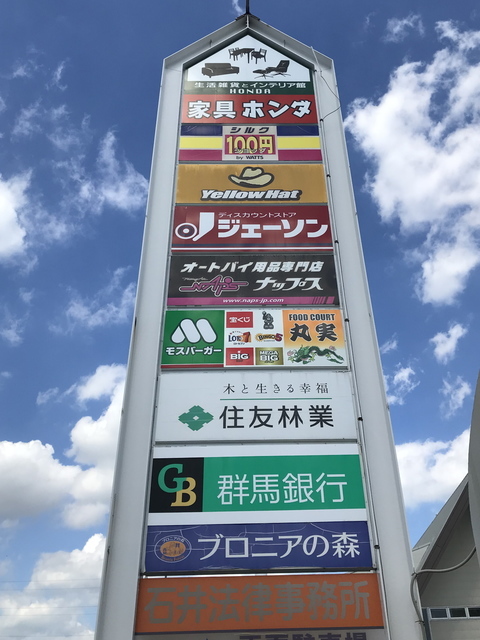 生活雑貨とインテリア館
HONDA
家具ホンダ
シルク
100円
by WATTS
YellowHat
ディスカウントストア
ジェーソン
オートバイ用品専門店
NAPS ナップス
www.naps-jp.com
モスバーガー
宝くじ
BIG
MEGA BIG
FOOD COURT
丸実
木と生きる幸福
住友林業
GB 群馬銀行
ブロニアの森
石井法律事務所